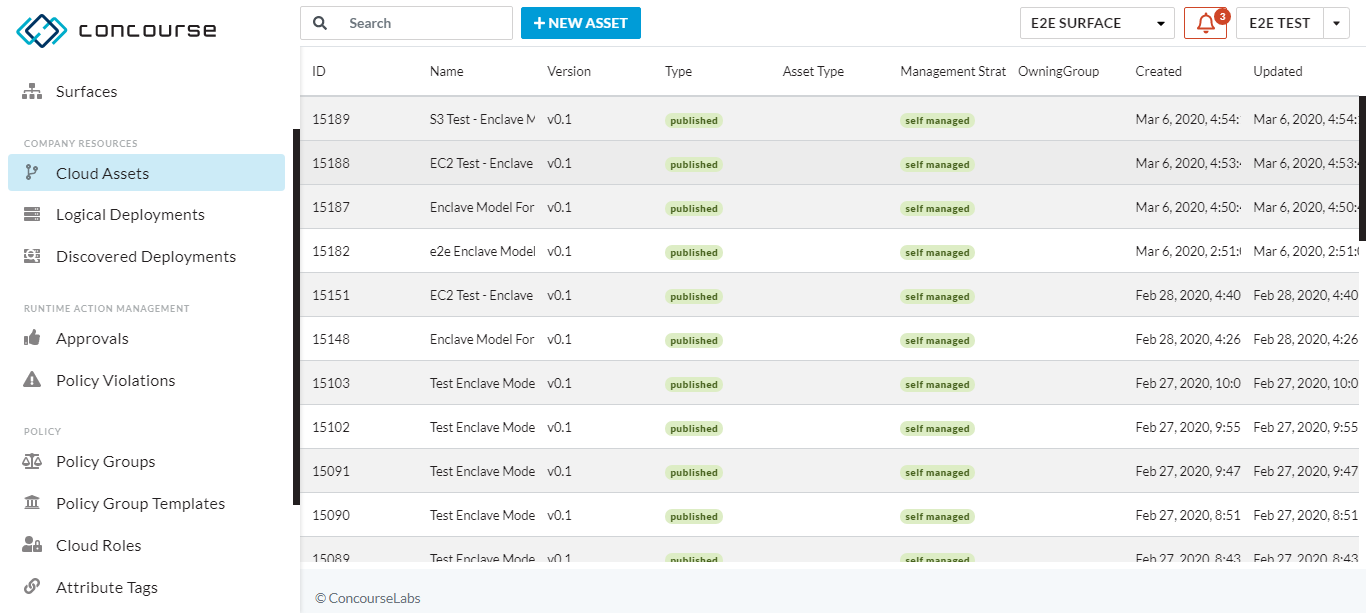 concourse
Search
+ NEW ASSET
E2E SURFACE
3
E2E TEST
Surfaces
COMPANY RESOURCES
Cloud Assets
Logical Deployments
Discovered Deployments
RUNTIME ACTION MANAGEMENT
Approvals
Policy Violations
POLICY
Policy Groups
Policy Group Templates
Cloud Roles
Attribute Tags
ID Name Version Type Asset Type Management Strat OwningGroup Created Updated
15189 S3 Test - Enclave M v0.1 published self managed Mar 6, 2020, 4:54: Mar 6, 2020, 4:54:
15188 EC2 Test - Enclave v0.1 published self managed Mar 6, 2020, 4:53: Mar 6, 2020, 4:53:
15187 Enclave Model For v0.1 published self managed Mar 6, 2020, 4:50: Mar 6, 2020, 4:50:
15182 e2e Enclave Model v0.1 published self managed Mar 6, 2020, 2:51: Mar 6, 2020, 2:51:
15151 EC2 Test - Enclave v0.1 published self managed Feb 28, 2020, 4:40 Feb 28, 2020, 4:40
15148 Enclave Model For v0.1 published self managed Feb 28, 2020, 4:26 Feb 28, 2020, 4:26
15103 Test Enclave Mode v0.1 published self managed Feb 27, 2020, 10:0 Feb 27, 2020, 10:0
15102 Test Enclave Mode v0.1 published self managed Feb 27, 2020, 9:55 Feb 27, 2020, 9:55
15091 Test Enclave Mode v0.1 published self managed Feb 27, 2020, 9:47 Feb 27, 2020, 9:47
15090 Test Enclave Mode v0.1 published self managed Feb 27, 2020, 8:51 Feb 27, 2020, 8:51
15089 Test Enclave Mode v0.1 published self managed Feb 27, 2020, 8:43 Feb 27, 2020, 8:43
© ConcourseLabs